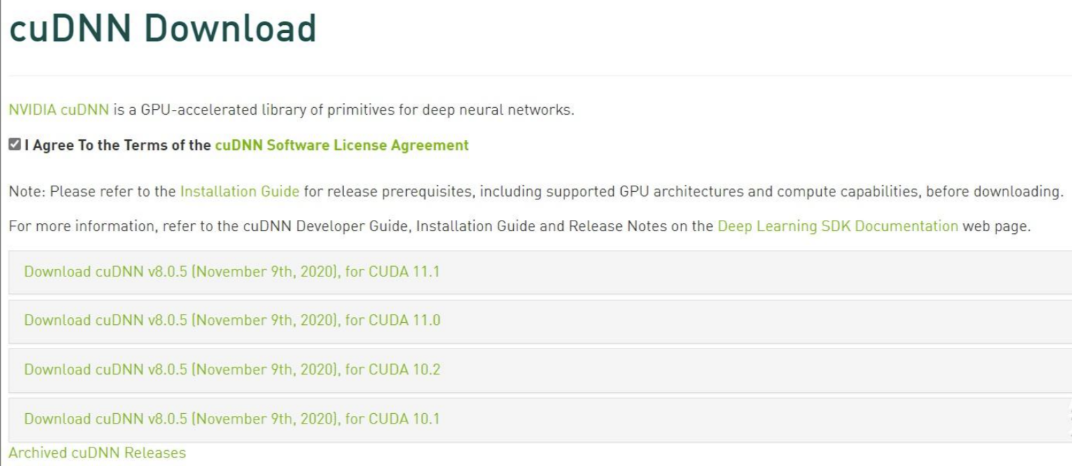 cuDNN Download
NVIDIA cuDNN is a GPU-accelerated library of primitives for deep neural networks.
I Agree To the Terms of the cuDNN Software License Agreement
Note: Please refer to the Installation Guide for release prerequisites, including supported GPU architectures and compute capabilities, before downloading.
For more information, refer to the cuDNN Developer Guide, Installation Guide and Release Notes on the Deep Learning SDK Documentation web page.
Download cuDNN v8.0.5 (November 9th, 2020), for CUDA 11.1
Download cuDNN v8.0.5 (November 9th, 2020), for CUDA 11.0
Download cuDNN v8.0.5 (November 9th, 2020), for CUDA 10.2
Download cuDNN v8.0.5 (November 9th, 2020), for CUDA 10.1
Archived cuDNN Releases